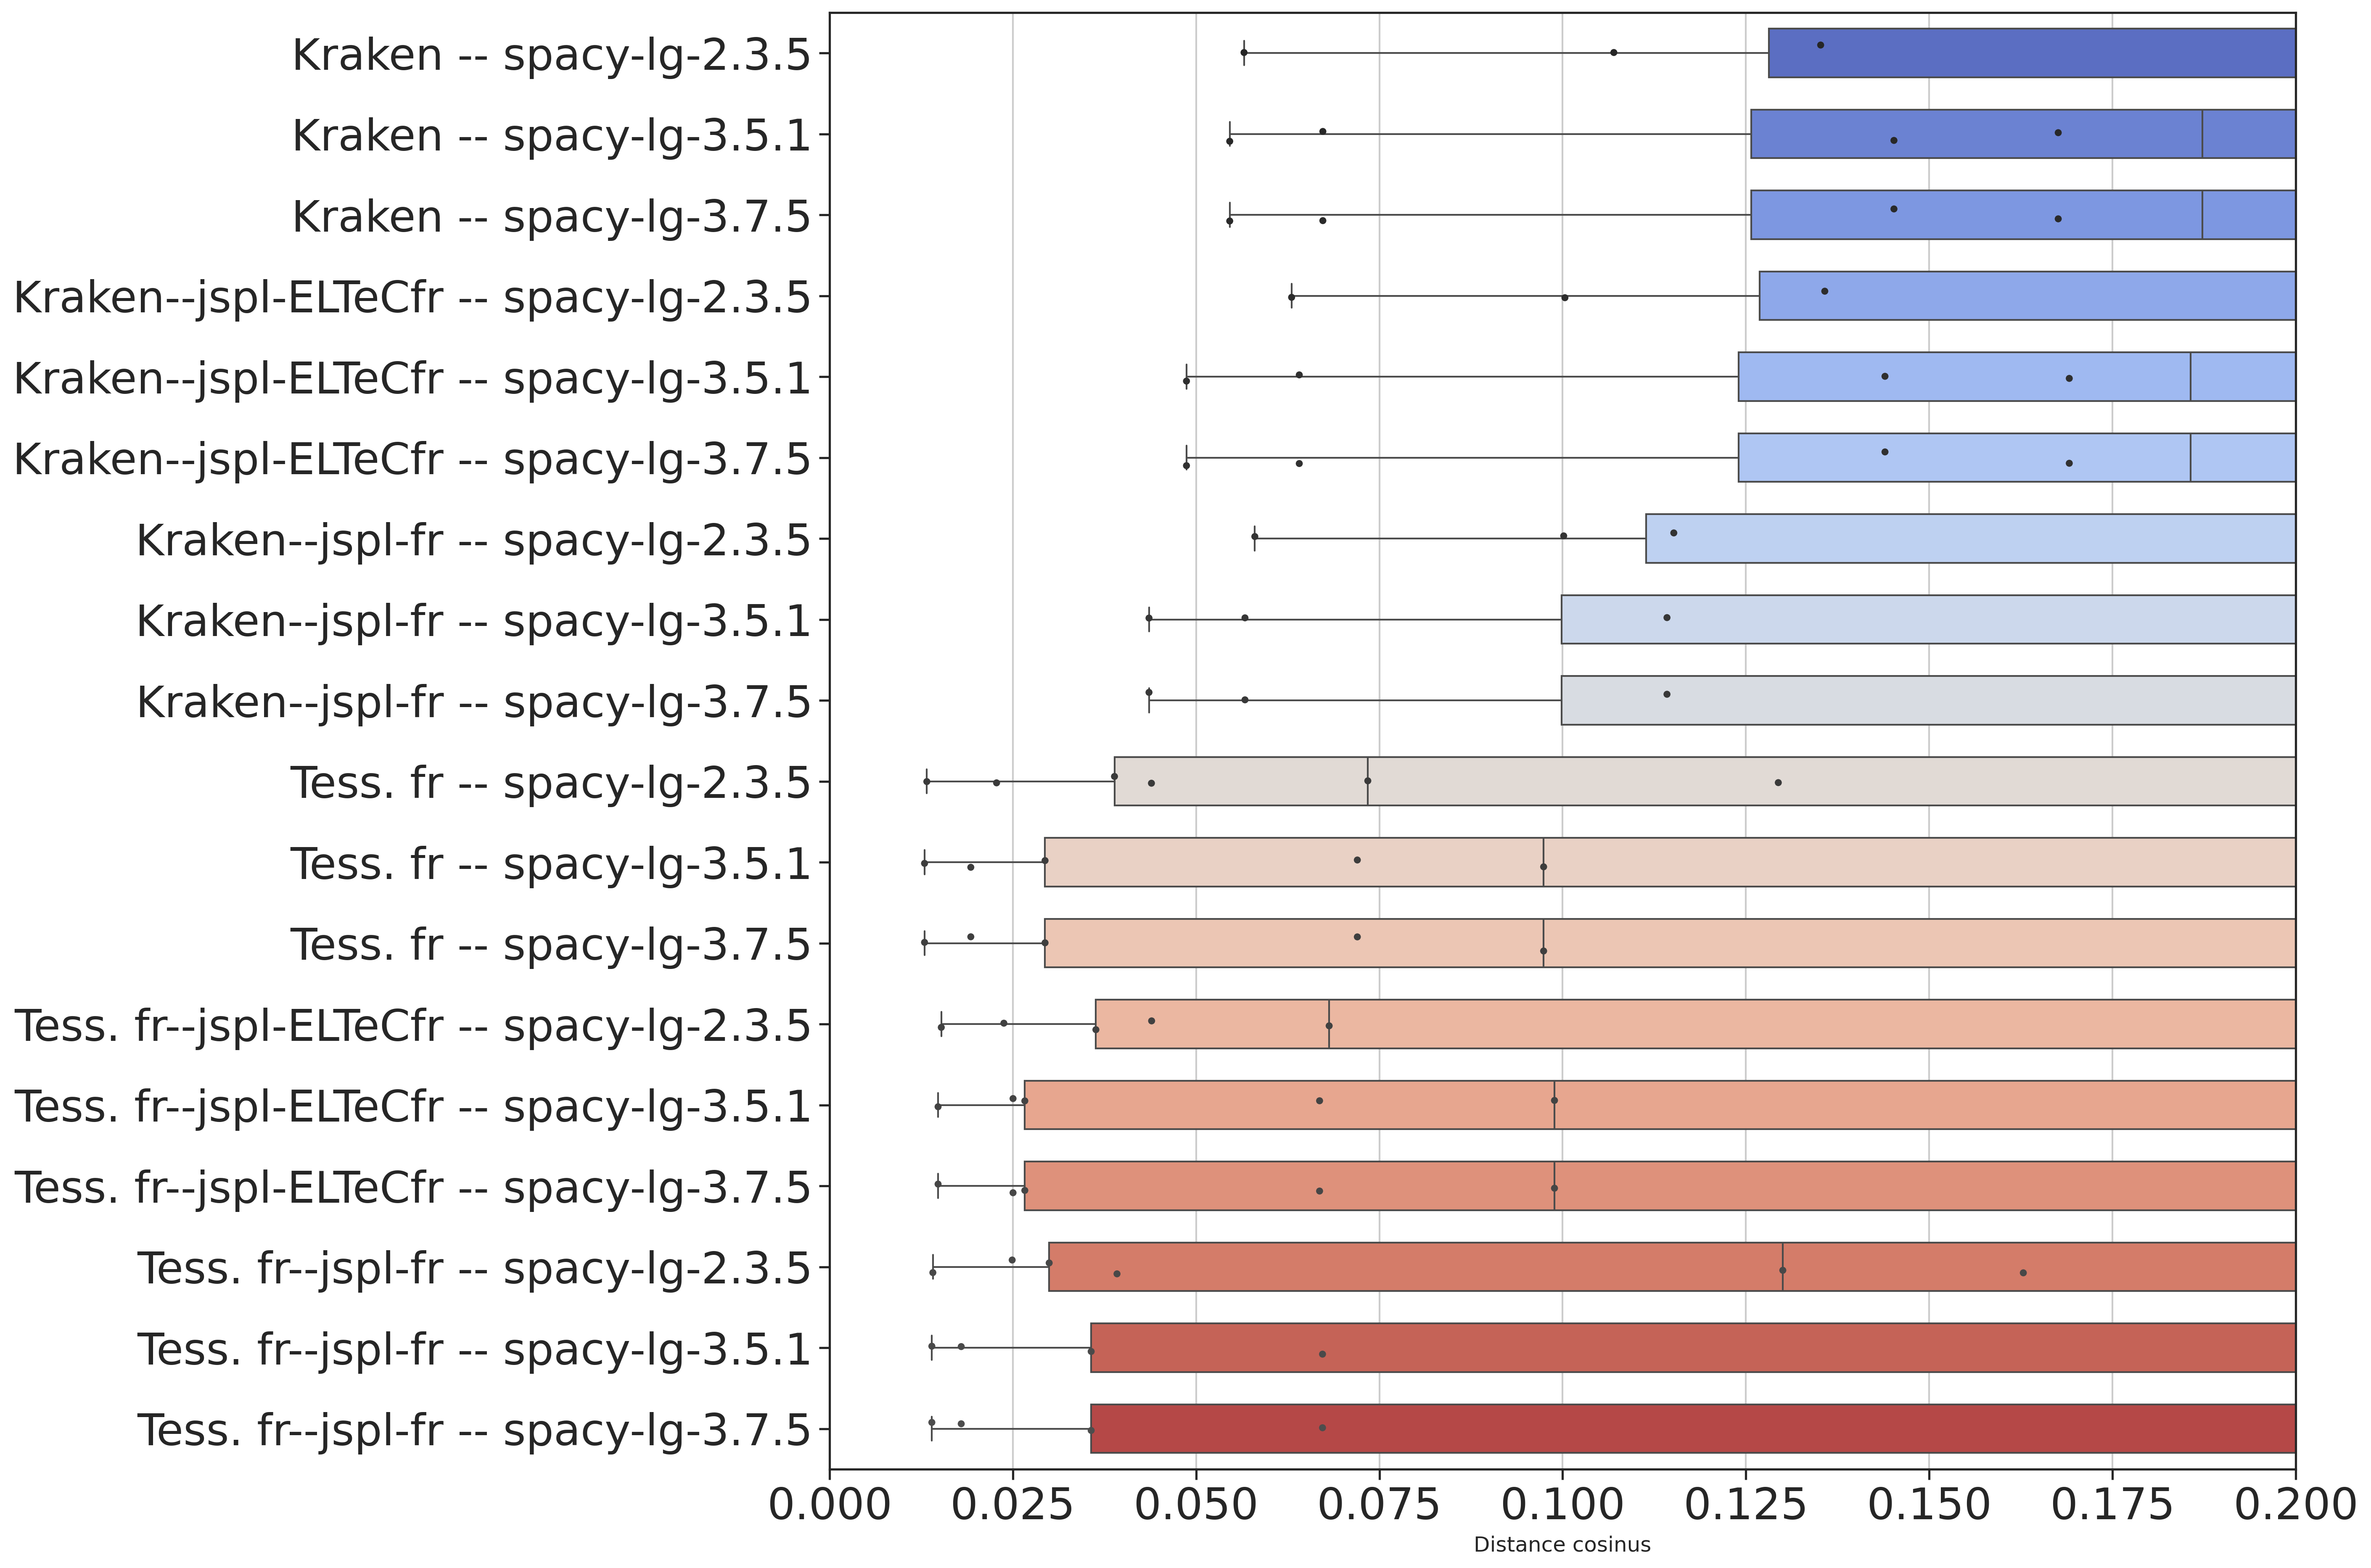 Kraken -- spacy-lg-2.3.5
Kraken -- spacy-lg-3.5.1
Kraken -- spacy-lg-3.7.5
Kraken--jspl-ELTeCfr -- spacy-lg-2.3.5
Kraken--jspl-ELTeCfr -- spacy-lg-3.5.1
Kraken--jspl-ELTeCfr -- spacy-lg-3.7.5
Kraken--jspl-fr -- spacy-lg-2.3.5
Kraken--jspl-fr -- spacy-lg-3.5.1
Kraken--jspl-fr -- spacy-lg-3.7.5
Tess. fr -- spacy-lg-2.3.5
Tess. fr -- spacy-lg-3.5.1
Tess. fr -- spacy-lg-3.7.5
Tess. fr--jspl-ELTeCfr -- spacy-lg-2.3.5
Tess. fr--jspl-ELTeCfr -- spacy-lg-3.5.1
Tess. fr--jspl-ELTeCfr -- spacy-lg-3.7.5
Tess. fr--jspl-fr -- spacy-lg-2.3.5
Tess. fr--jspl-fr -- spacy-lg-3.5.1
Tess. fr--jspl-fr -- spacy-lg-3.7.5
0.000 0.025 0.050 0.075 0.100 0.125 0.150 0.175 0.200
Distance cosinus